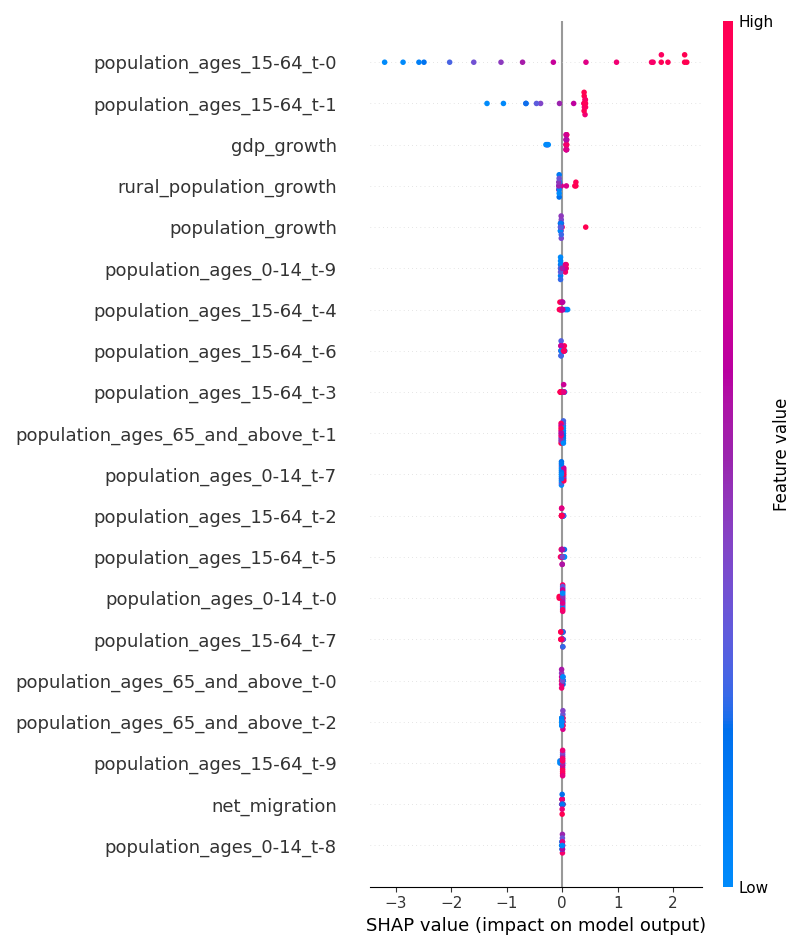 High
population_ages_15-64_t-0
population_ages_15-64_t-1
gdp_growth
rural_population_growth
population_growth
population_ages_0-14_t-9
population_ages_15-64_t-4
population_ages_15-64_t-6
population_ages_15-64_t-3
population_ages_65_and_above_t-1
population_ages_0-14_t-7
population_ages_15-64_t-2
population_ages_15-64_t-5
population_ages_0-14_t-0
population_ages_15-64_t-7
population_ages_65_and_above_t-0
population_ages_65_and_above_t-2
population_ages_15-64_t-9
net_migration
population_ages_0-14_t-8
Feature value
Low
−3 −2 −1 0 1 2
SHAP value (impact on model output)